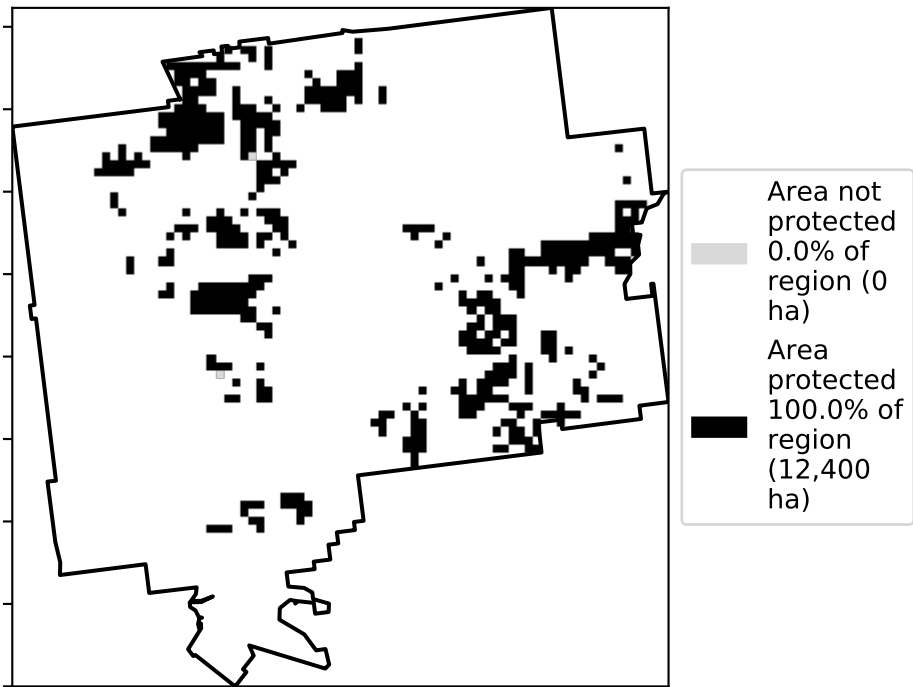 Area not
protected
0.0% of
region (0
ha)
Area
protected
100.0% of
region
(12,400
ha)